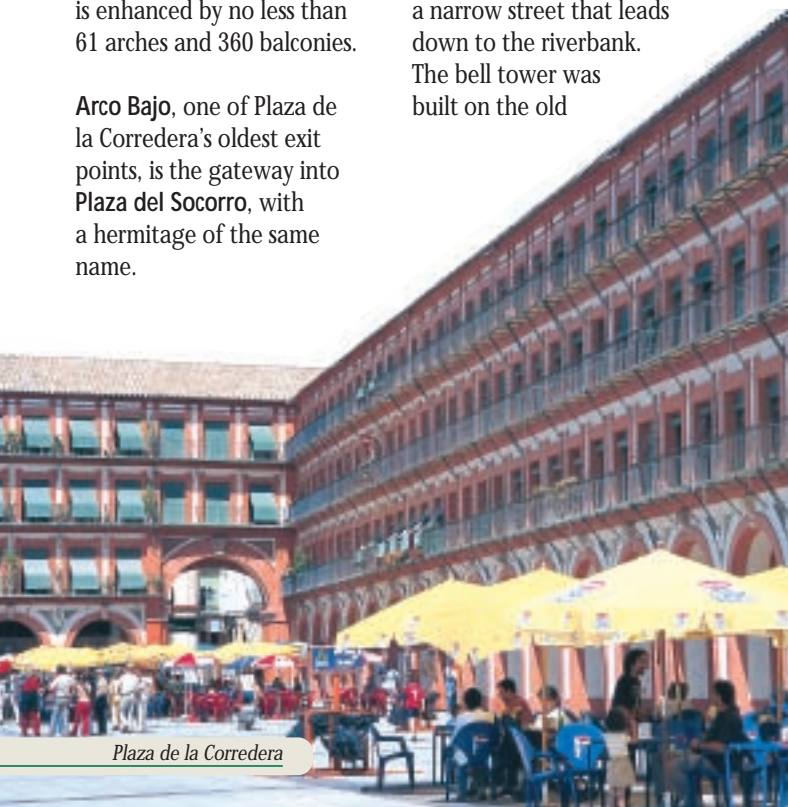 is enhanced by no less than
61 arches and 360 balconies.
Arco Bajo, one of Plaza de
la Corredera's oldest exit
points, is the gateway into
Plaza del Socorro, with
a hermitage of the same
name.
a narrow street that leads
down to the riverbank.
The bell tower was
built on the old
Plaza de la Corredera